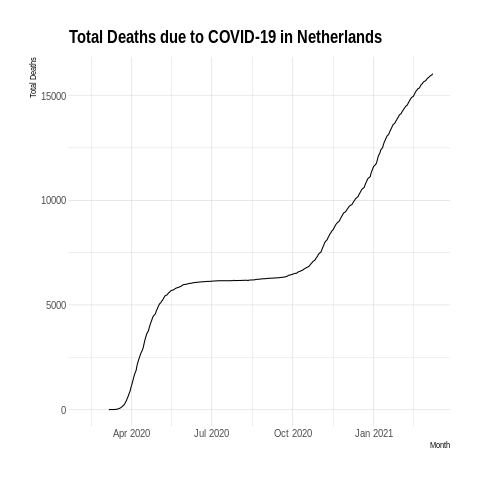 Total Deaths due to COVID-19 in Netherlands
Total Deaths
15000
10000
5000
0
Apr 2020 Jul 2020 Oct 2020 Jan 2021
Month